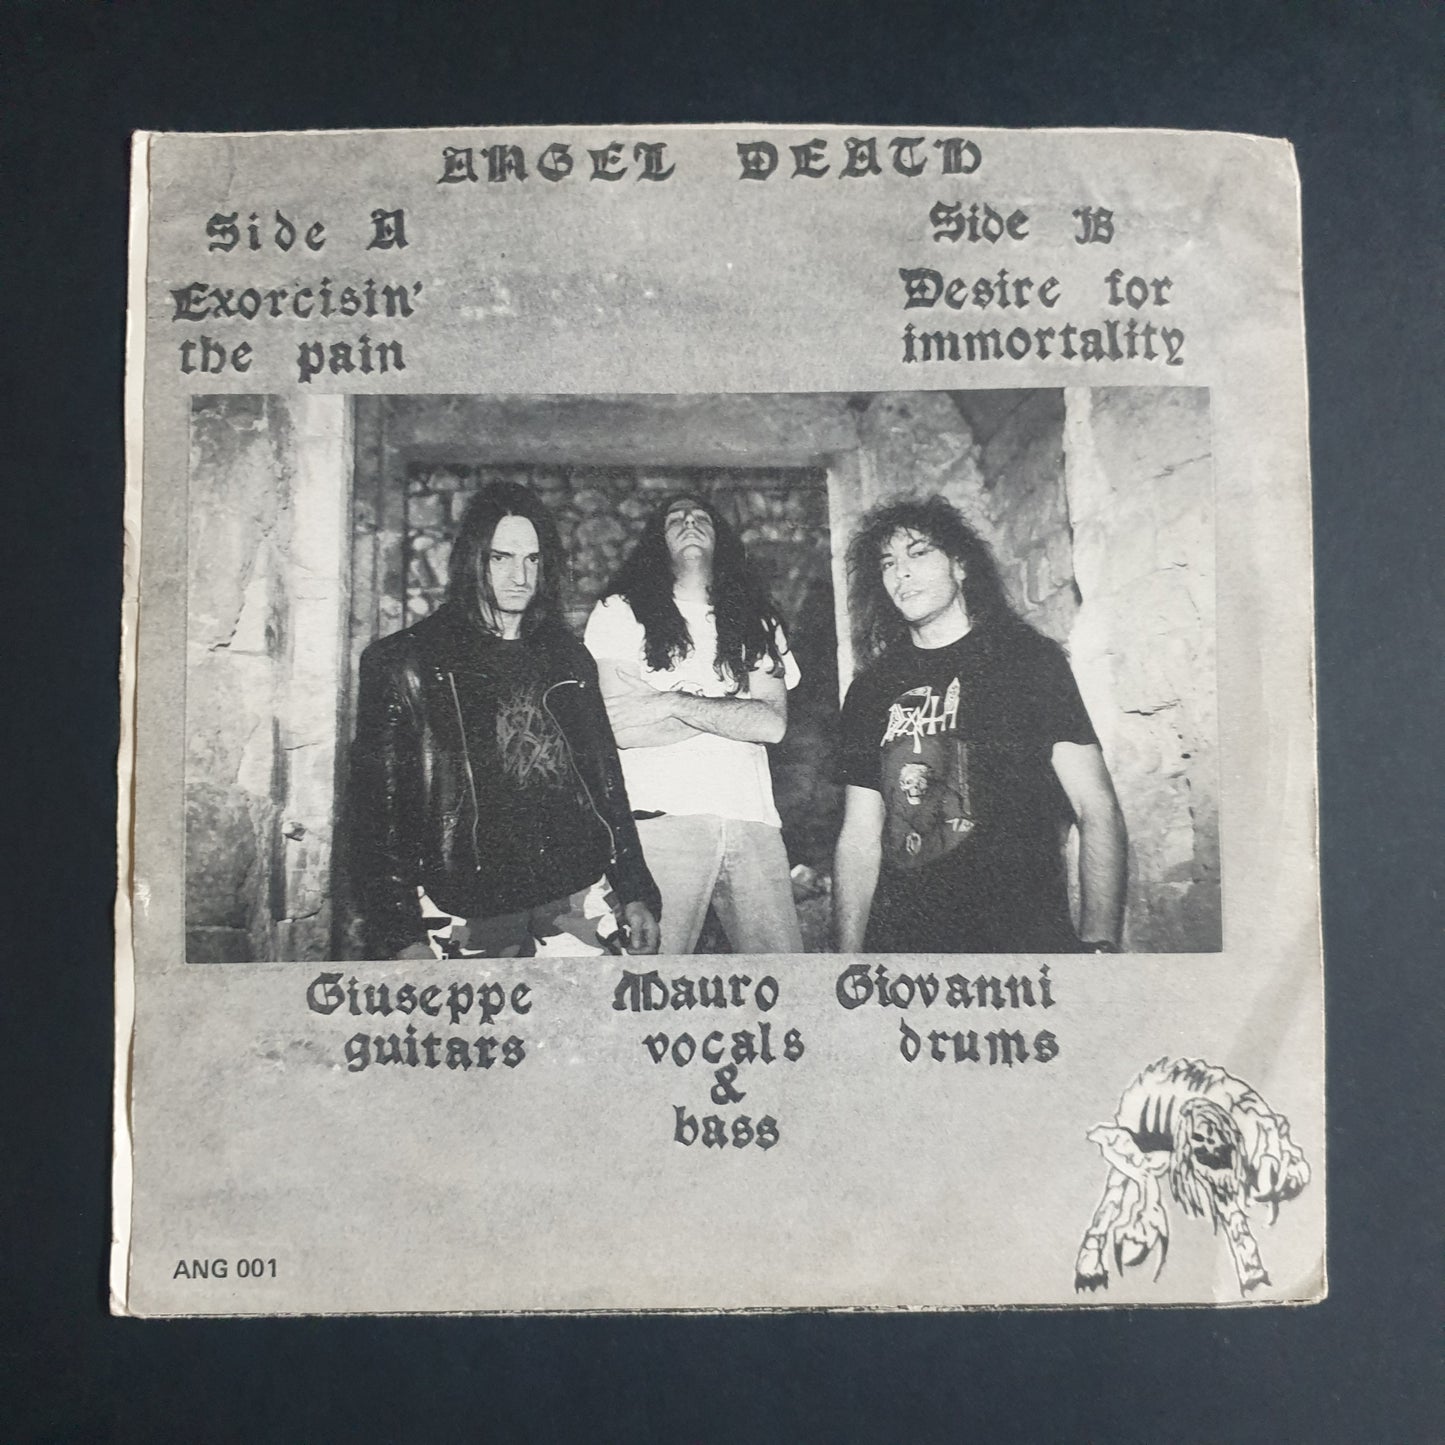 ANGEL DEATH
Side A
Exorcisin'
the pain
Side B
Desire for
immortality
DEATH
Giuseppe
guitars
Mauro
vocals
&
bass
Giovanni
drums
ANG 001